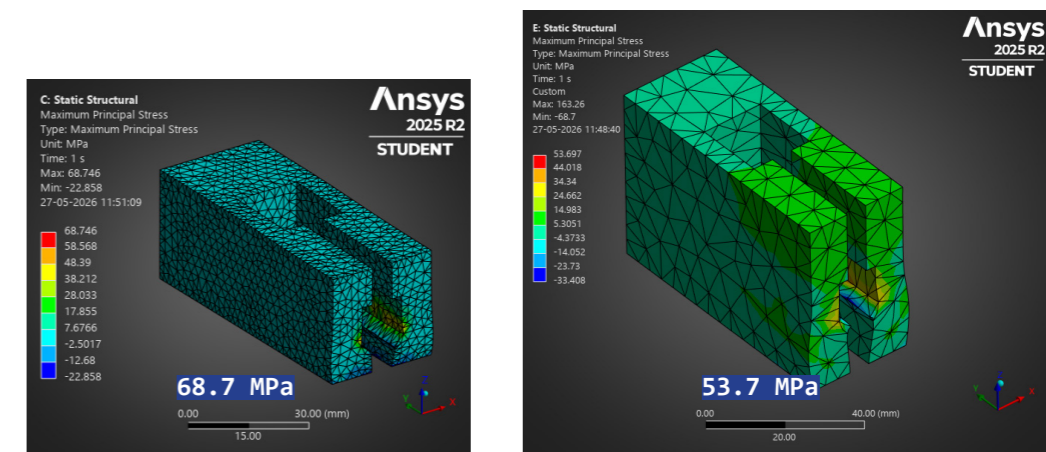 C: Static Structural
Maximum Principal Stress
Type: Maximum Principal Stress
Unit: MPa
Time: 1 s
Max: 68.746
Min: -22.858
27-05-2026 11:51:09
Ansys
2025 R2
STUDENT
68.746
58.568
48.39
38.212
28.033
17.855
7.6766
-2.5017
-12.68
-22.858
68.7 MPa
0.00
30.00 (mm)
15.00
Z
Y
X
E: Static Structural
Maximum Principal Stress
Type: Maximum Principal Stress
Unit: MPa
Time: 1 s
Custom
Max: 163.26
Min: -68.7
27-05-2026 11:48:40
Ansys
2025 R2
STUDENT
53.697
44.018
34.34
24.662
14.983
5.3051
-4.3733
-14.052
-23.73
-33.408
53.7 MPa
0.00
40.00 (mm)
20.00
Z
Y
X